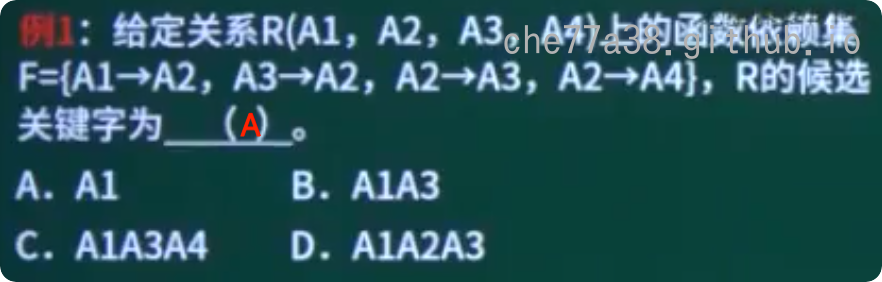 例1：给定关系R(A1，A2，A3，A4)上的函数依赖集
che77a38.github.io
F={A1→A2，A3→A2，A2→A3，A2→A4}，R的候选
关键字为___(A)___。
A．A1 B．A1A3
C．A1A3A4 D．A1A2A3